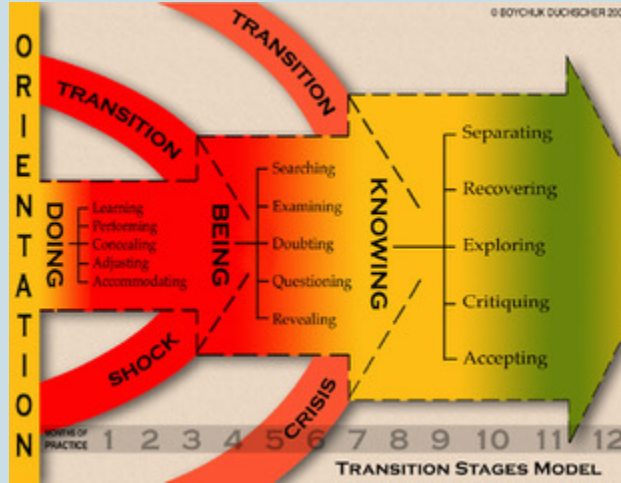 © BOYCHUK DUCHSCHER
ORIENTATION
TRANSITION
SHOCK
TRANSITION
CRISIS
DOING
Learning
Performing
Concealing
Adjusting
Accommodating
BEING
Searching
Examining
Doubting
Questioning
Revealing
KNOWING
Separating
Recovering
Exploring
Critiquing
Accepting
MONTHS OF
PRACTICE
1 2 3 4 5 6 7 8 9 10 11 12
TRANSITION STAGES MODEL